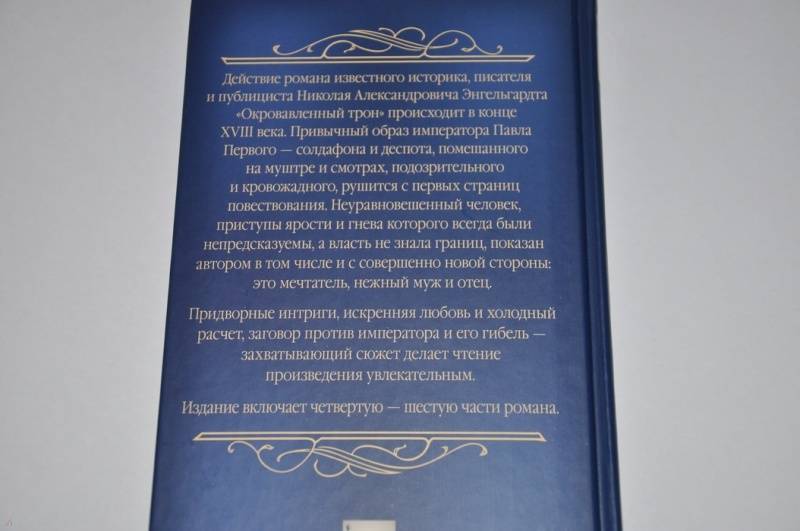 Действие романа известного историка, писателя
и публициста Николая Александровича Энгельгардта
«Окровавленный трон» происходит в конце
XVIII века. Привычный образ императора Павла
Первого — солдафона и деспота, помешанного
на муштре и смотрах, подозрительного
и кровожадного, рушится с первых страниц
повествования. Неуравновешенный человек,
приступы ярости и гнева которого всегда были
непредсказуемы, а власть не знала границ, показан
автором в том числе и с совершенно новой стороны:
это мечтатель, нежный муж и отец.
Придворные интриги, искренняя любовь и холодный
расчет, заговор против императора и его гибель —
захватывающий сюжет делает чтение
произведения увлекательным.
Издание включает четвертую — шестую части романа.